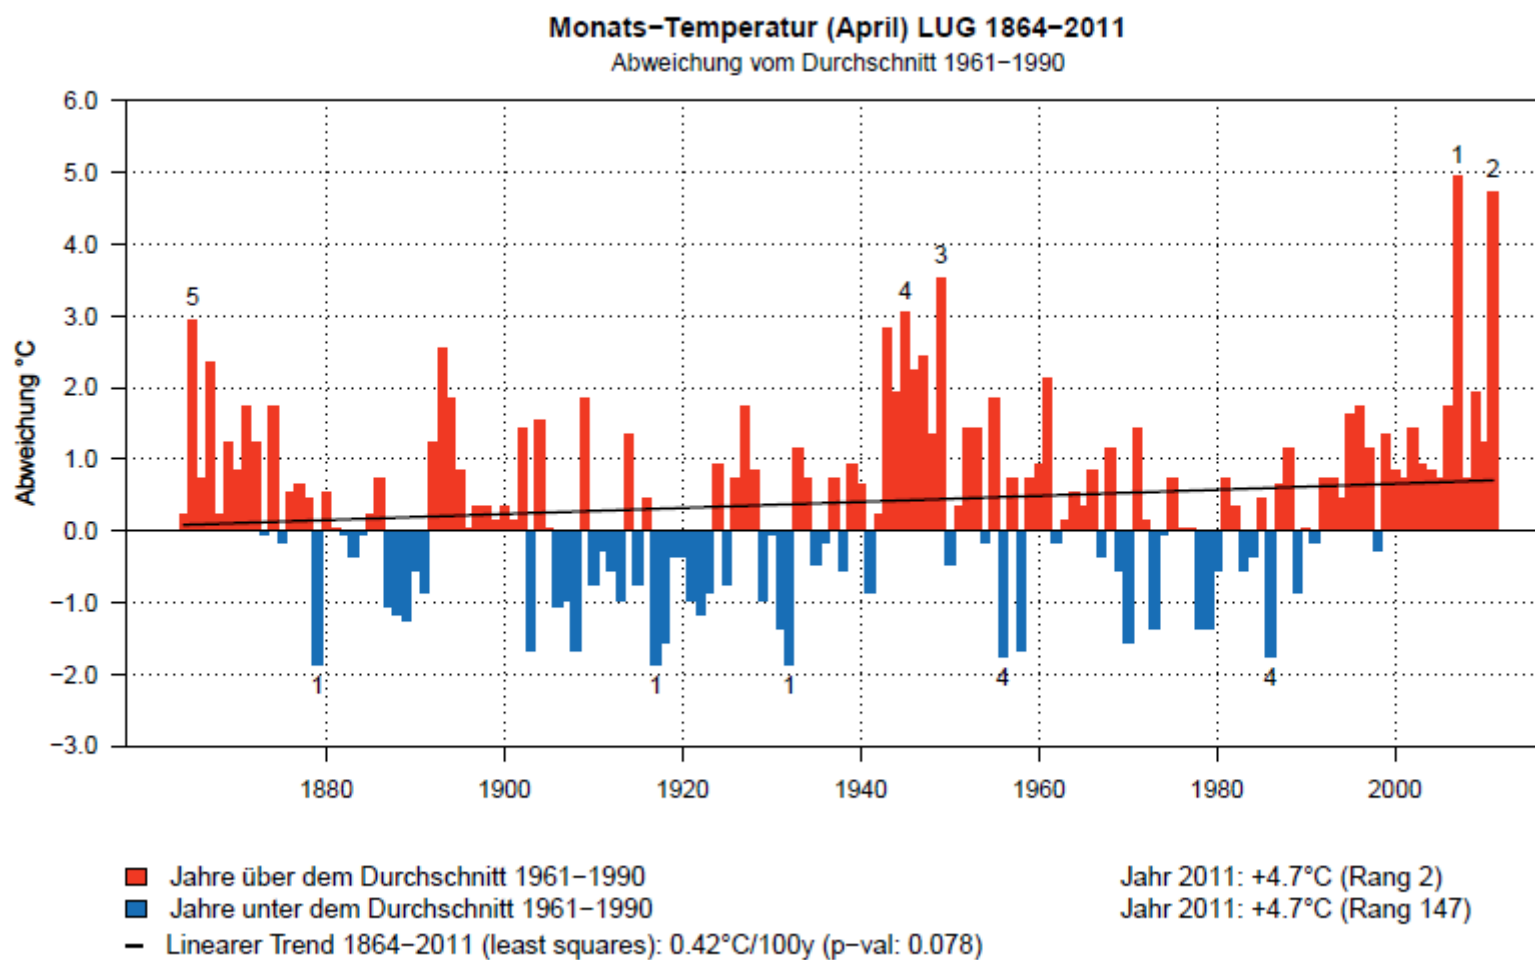 Monats−Temperatur (April) LUG 1864−2011
Abweichung vom Durchschnitt 1961−1990
Abweichung °C
6.0
5.0
4.0
3.0
2.0
1.0
0.0
−1.0
−2.0
−3.0
5
1
1
1
4
3
4
4
1
2
1880 1900 1920 1940 1960 1980 2000
Jahre über dem Durchschnitt 1961−1990
Jahre unter dem Durchschnitt 1961−1990
Linearer Trend 1864−2011 (least squares): 0.42°C/100y (p−val: 0.078)
Jahr 2011: +4.7°C (Rang 2)
Jahr 2011: +4.7°C (Rang 147)